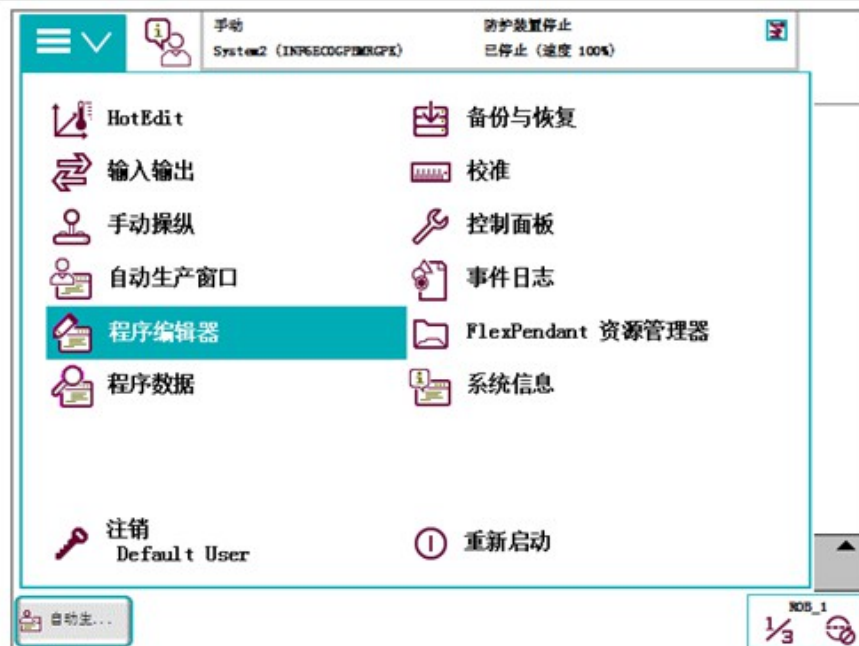 手动
防护装置停止
已停止 (速度 100%)
HotEdit
备份与恢复
输入输出
校准
手动操纵
控制面板
自动生产窗口
事件日志
程序编辑器
FlexPendant 资源管理器
程序数据
系统信息
注销
Default User
重新启动
自动生...
ROB_1
1/3